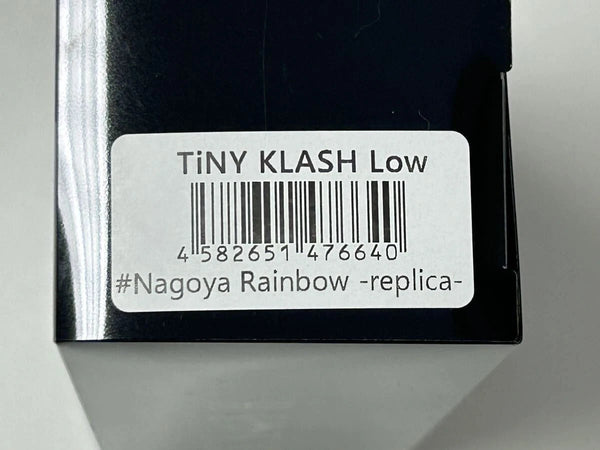 TiNY KLASH Low
4 582651 476640
#Nagoya Rainbow -replica-